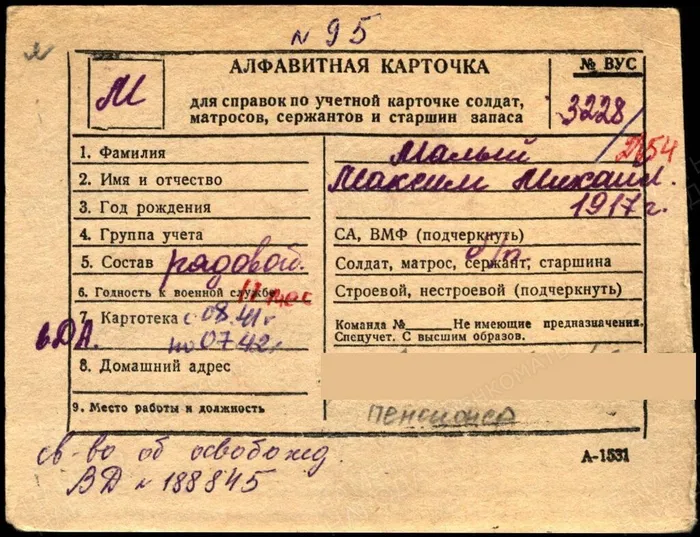 N 95
АЛФАВИТНАЯ КАРТОЧКА
М
для справок по учетной карточке солдат,
матросов, сержантов и старшин запаса
№ ВУС
3228/
1. Фамилия Малый
2. Имя и отчество Максим Михайл.
3. Год рождения 1917 г.
4. Группа учета СА, ВМФ (подчеркнуть)
б/п
5. Состав рядовой. Солдат, матрос, сержант, старшина
6. Годность к военной службе Строевой, нестроевой (подчеркнуть)
11 мес
7. Картотека с 08.41 г
по 07.42 г
вДА.
Команда № Не имеющие предназначения.
Спецучет. С высшим образов.
8. Домашний адрес
9. Место работы и должность пенсионер
А-1531
св-во об освобожд.
ВД N 188845